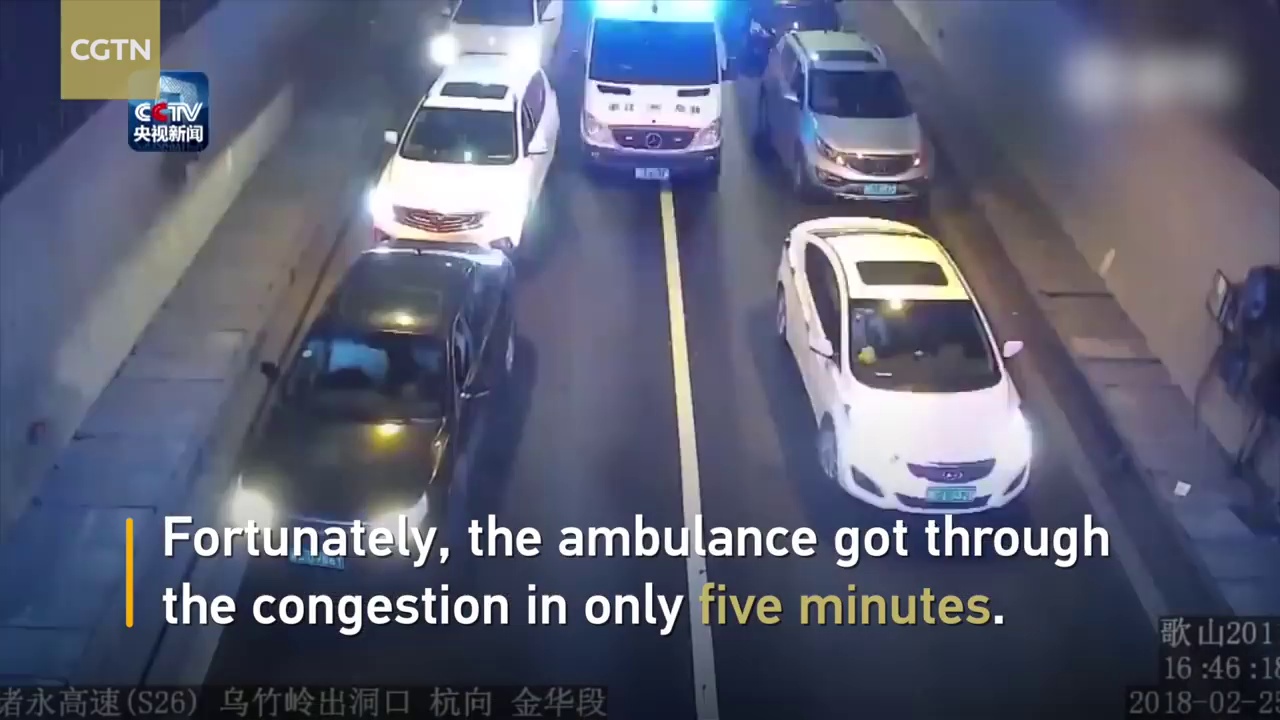 CGTN
CCTV
央视新闻
Fortunately, the ambulance got through
the congestion in only five minutes.
歌山201
16:46:18
诸永高速(S26) 乌竹岭出洞口 杭向 金华段
2018-02-2